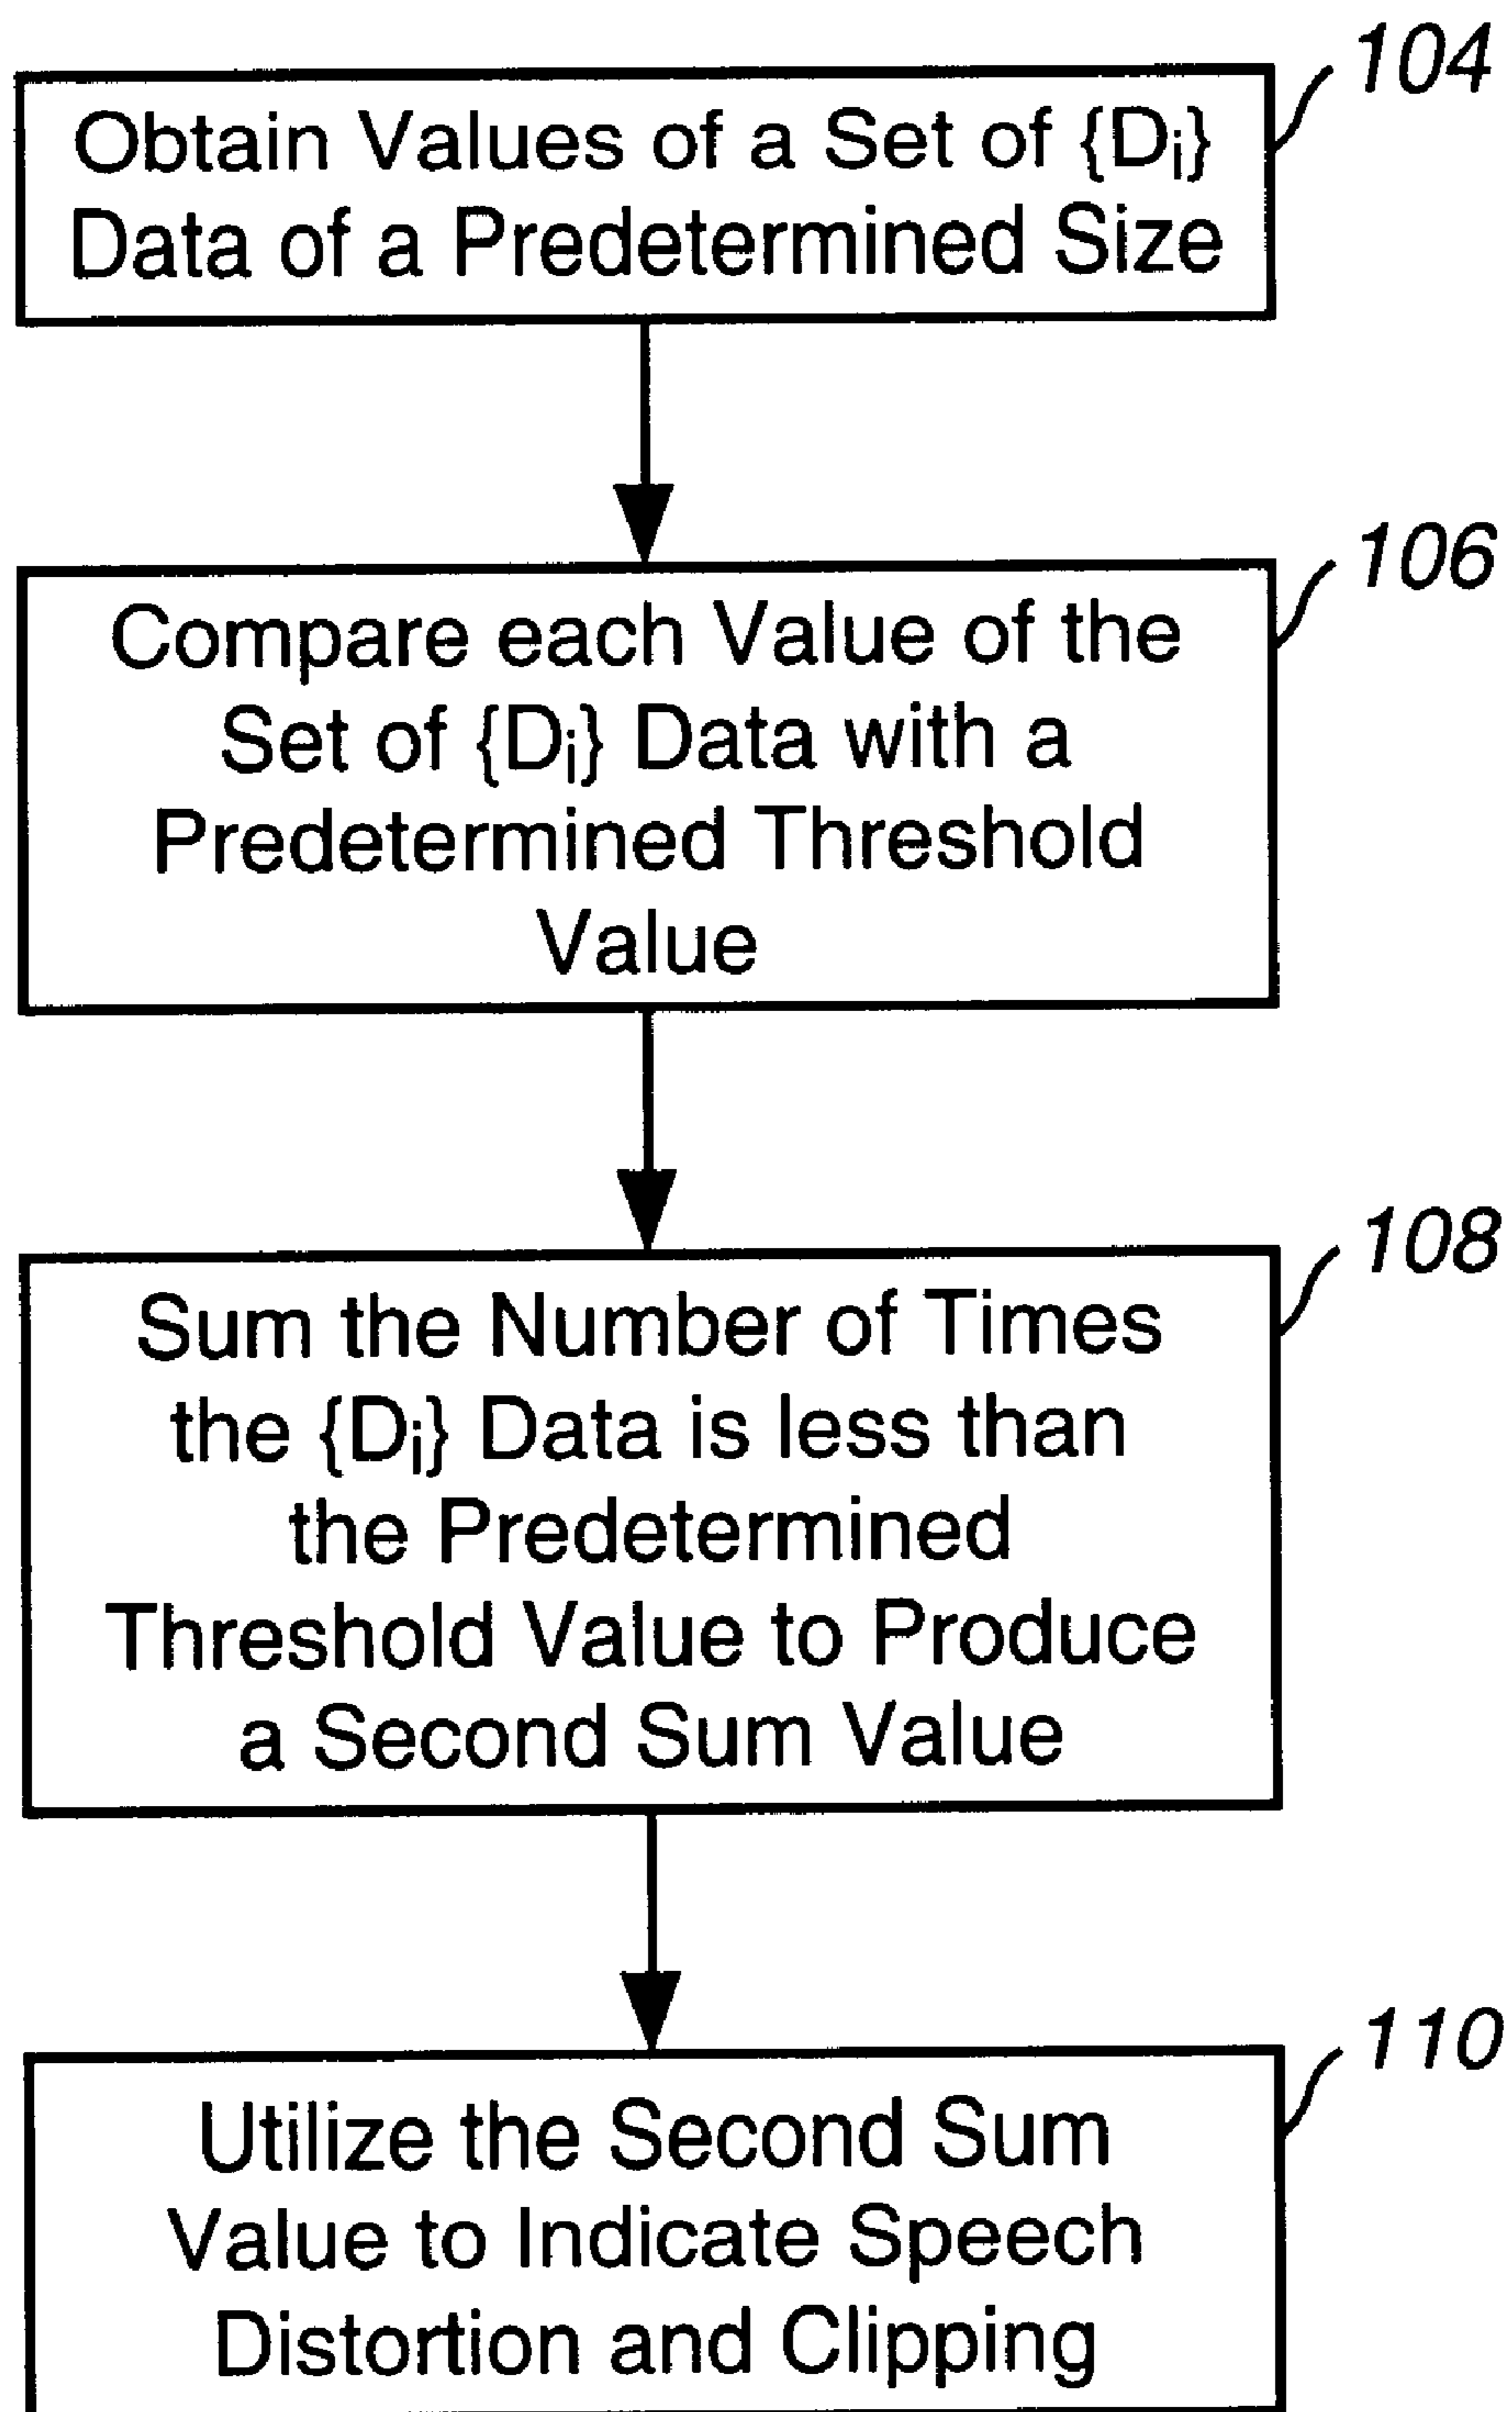 104
Obtain Values of a Set of {Di}
Data of a Predetermined Size
106
Compare each Value of the
Set of {Di} Data with a
Predetermined Threshold
Value
108
Sum the Number of Times
the {Di} Data is less than
the Predetermined
Threshold Value to Produce
a Second Sum Value
110
Utilize the Second Sum
Value to Indicate Speech
Distortion and Clipping